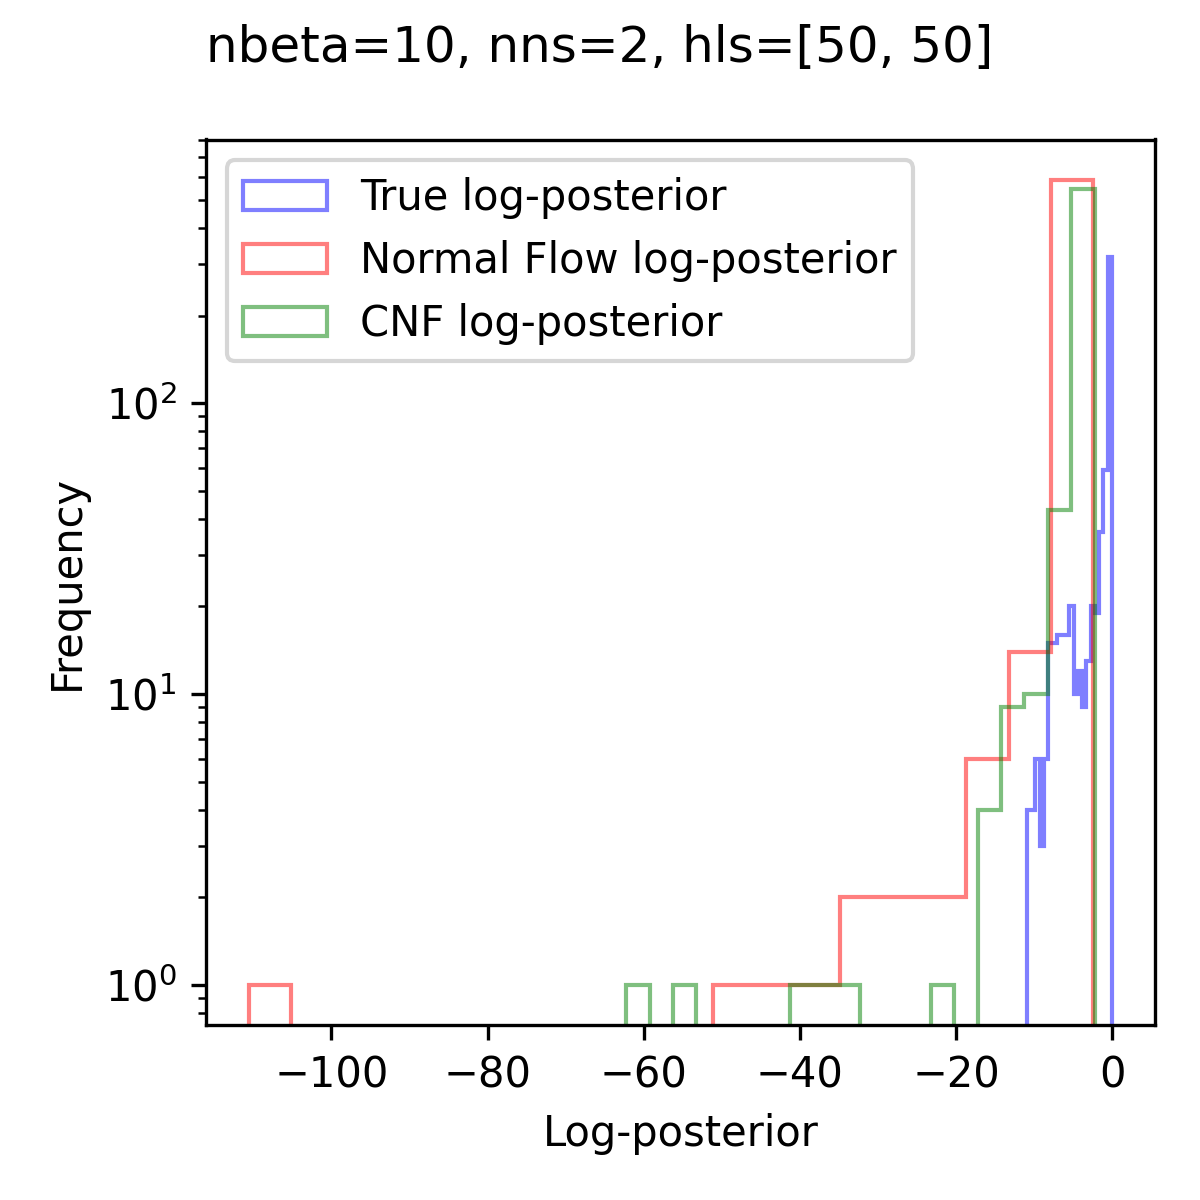 nbeta=10, nns=2, hls=[50, 50]
True log-posterior
Normal Flow log-posterior
CNF log-posterior
10²
10¹
10⁰
Frequency
−100 −80 −60 −40 −20 0
Log-posterior